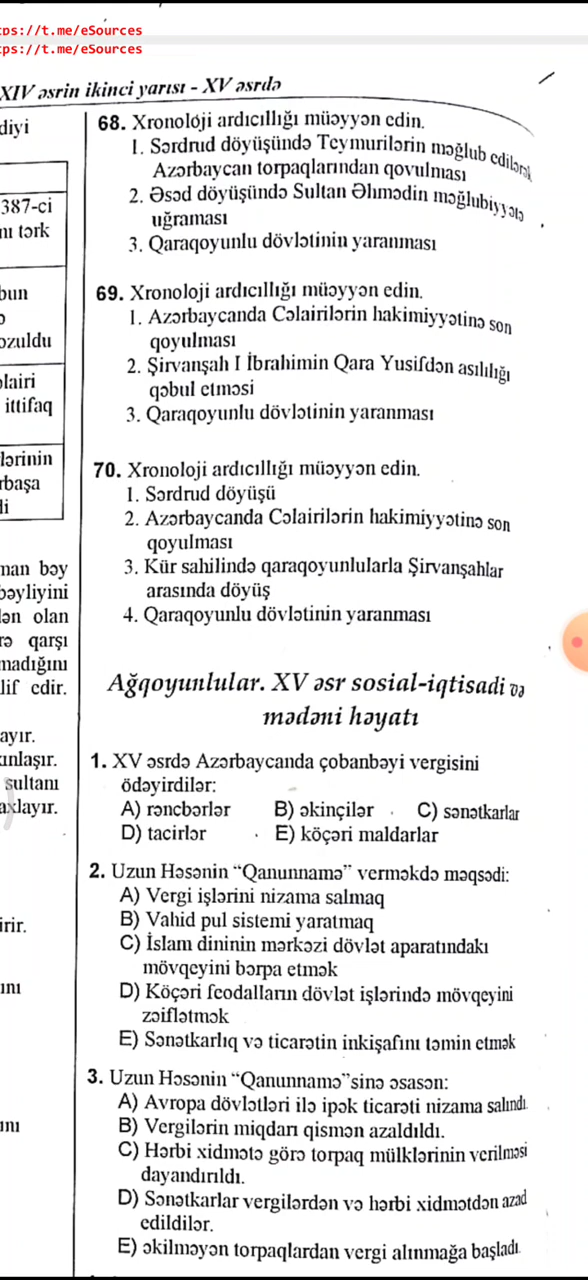 tps://t.me/eSources
tps://t.me/eSources
XIV əsrin ikinci yarısı - XV əsrdə
diyi
387-ci
nı tərk
bun
ə
ozuldu
əlairi
ittifaq
lərinin
rbaşa
li
man bəy
bəyliyini
lən olan
rə qarşı
madığını
lif edir.
ayır.
ınlaşır.
sultanı
axlayır.
irir.
ını
ını
68. Xronoloji ardıcıllığı müəyyən edin.
1. Sərdrud döyüşündə Teymurilərin məğlub edilərək
Azərbaycan torpaqlarından qovulması
2. Əsəd döyüşündə Sultan Əhmədin məğlubiyyətə
uğraması
3. Qaraqoyunlu dövlətinin yaranması
69. Xronoloji ardıcıllığı müəyyən edin.
1. Azərbaycanda Cəlairilərin hakimiyyətinə son
qoyulması
2. Şirvanşah I İbrahimin Qara Yusifdən asılılığı
qəbul etməsi
3. Qaraqoyunlu dövlətinin yaranması
70. Xronoloji ardıcıllığı müəyyən edin.
1. Sərdrud döyüşü
2. Azərbaycanda Cəlairilərin hakimiyyətinə son
qoyulması
3. Kür sahilində qaraqoyunlularla Şirvanşahlar
arasında döyüş
4. Qaraqoyunlu dövlətinin yaranması
Ağqoyunlular. XV əsr sosial-iqtisadi və
mədəni həyatı
1. XV əsrdə Azərbaycanda çobanbəyi vergisini
ödəyirdilər:
A) rəncbərlər B) əkinçilər C) sənətkarlar
D) tacirlər E) köçəri maldarlar
2. Uzun Həsənin “Qanunnamə” verməkdə məqsədi:
A) Vergi işlərini nizama salmaq
B) Vahid pul sistemi yaratmaq
C) İslam dininin mərkəzi dövlət aparatındakı
mövqeyini bərpa etmək
D) Köçəri feodalların dövlət işlərində mövqeyini
zəiflətmək
E) Sənətkarlıq və ticarətin inkişafını təmin etmək
3. Uzun Həsənin “Qanunnamə”sinə əsasən:
A) Avropa dövlətləri ilə ipək ticarəti nizama salındı.
B) Vergilərin miqdarı qismən azaldıldı.
C) Hərbi xidmətə görə torpaq mülklərinin verilməsi
dayandırıldı.
D) Sənətkarlar vergilərdən və hərbi xidmətdən azad
edildilər.
E) əkilməyən torpaqlardan vergi alınmağa başladı.